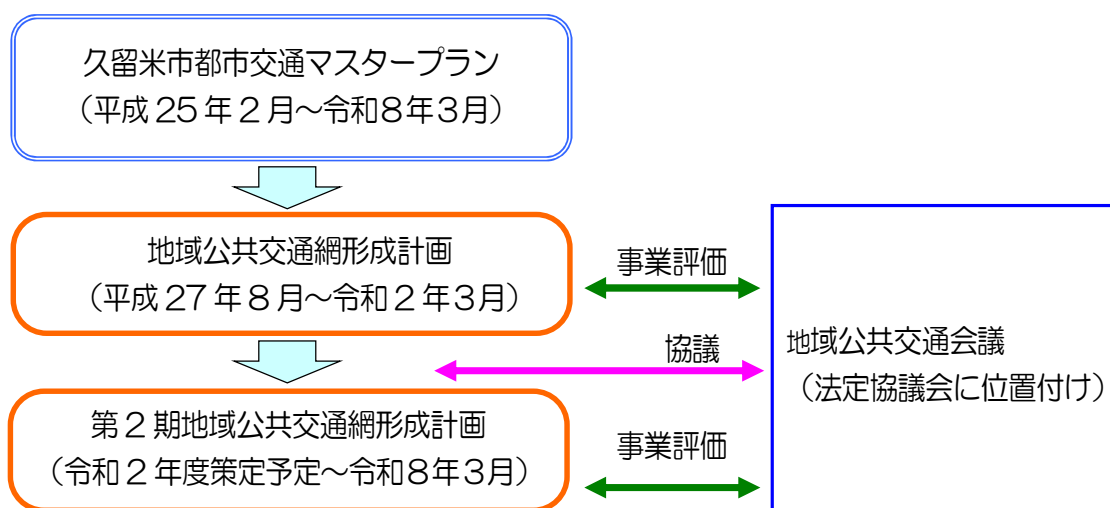 久留米市都市交通マスタープラン
（平成25年2月～令和8年3月）
地域公共交通網形成計画
（平成27年8月～令和2年3月）
事業評価
協議
地域公共交通会議
（法定協議会に位置付け）
第2期地域公共交通網形成計画
（令和2年度策定予定～令和8年3月）
事業評価